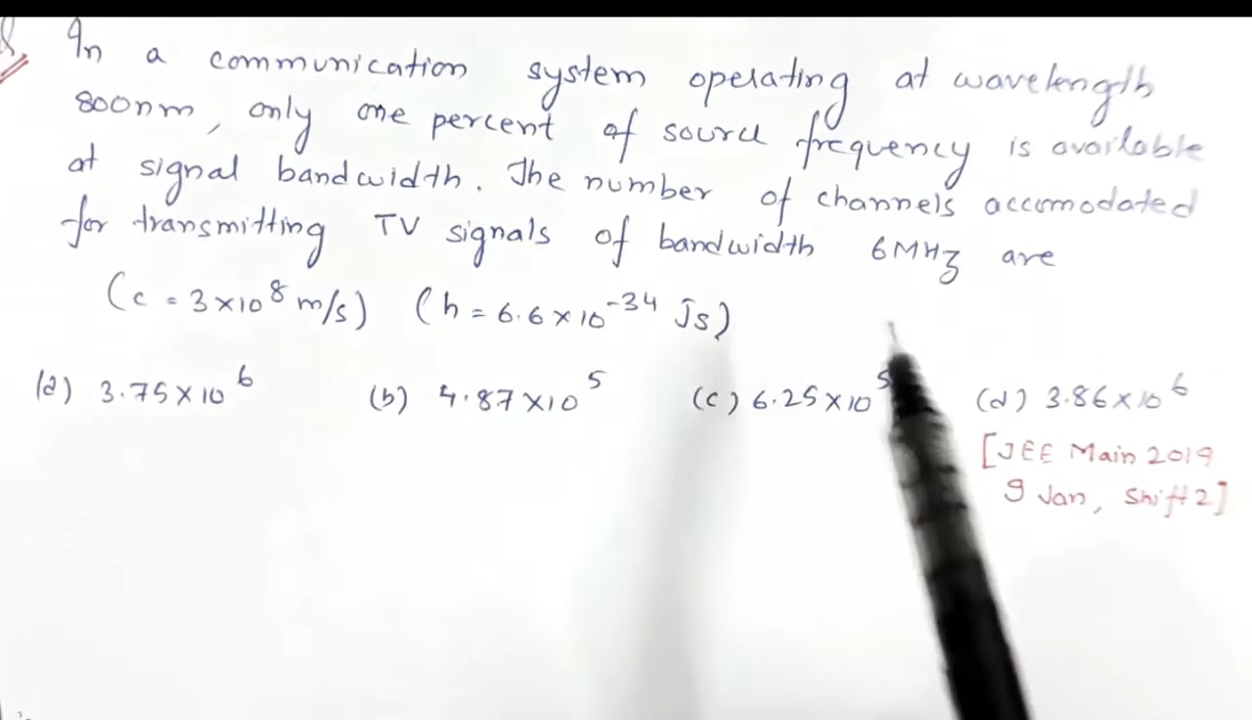 In a communication system operating at wavelength
800nm, only one percent of source frequency is available
at signal bandwidth. The number of channels accomodated
for transmitting TV signals of bandwidth 6MHz are
(c = 3×10^8 m/s) (h = 6.6×10^-34 Js)
(a) 3.75×10^6 (b) 4.87×10^5 (c) 6.25×10^5 (d) 3.86×10^6
[JEE Main 2019
9 Jan, Shift 2]